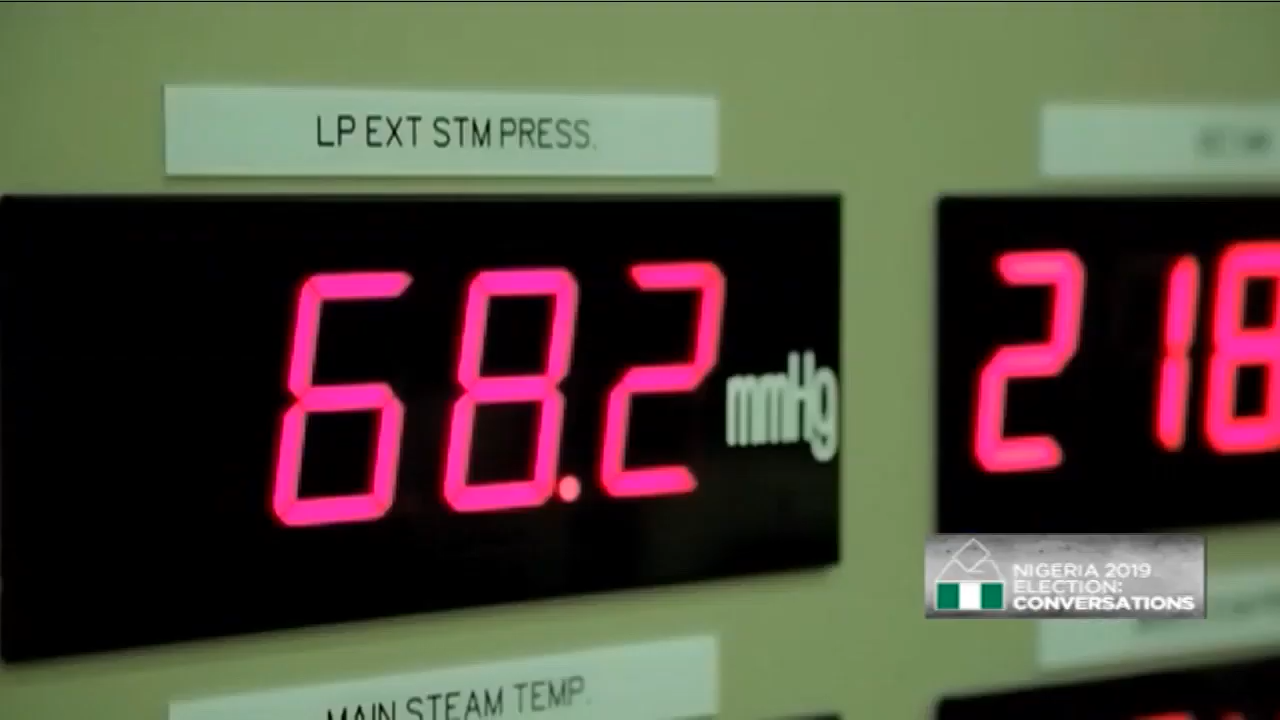 LP EXT STM PRESS.
68.2 mmHg
218
NIGERIA 2019
ELECTION:
CONVERSATIONS
MAIN STEAM TEMP.